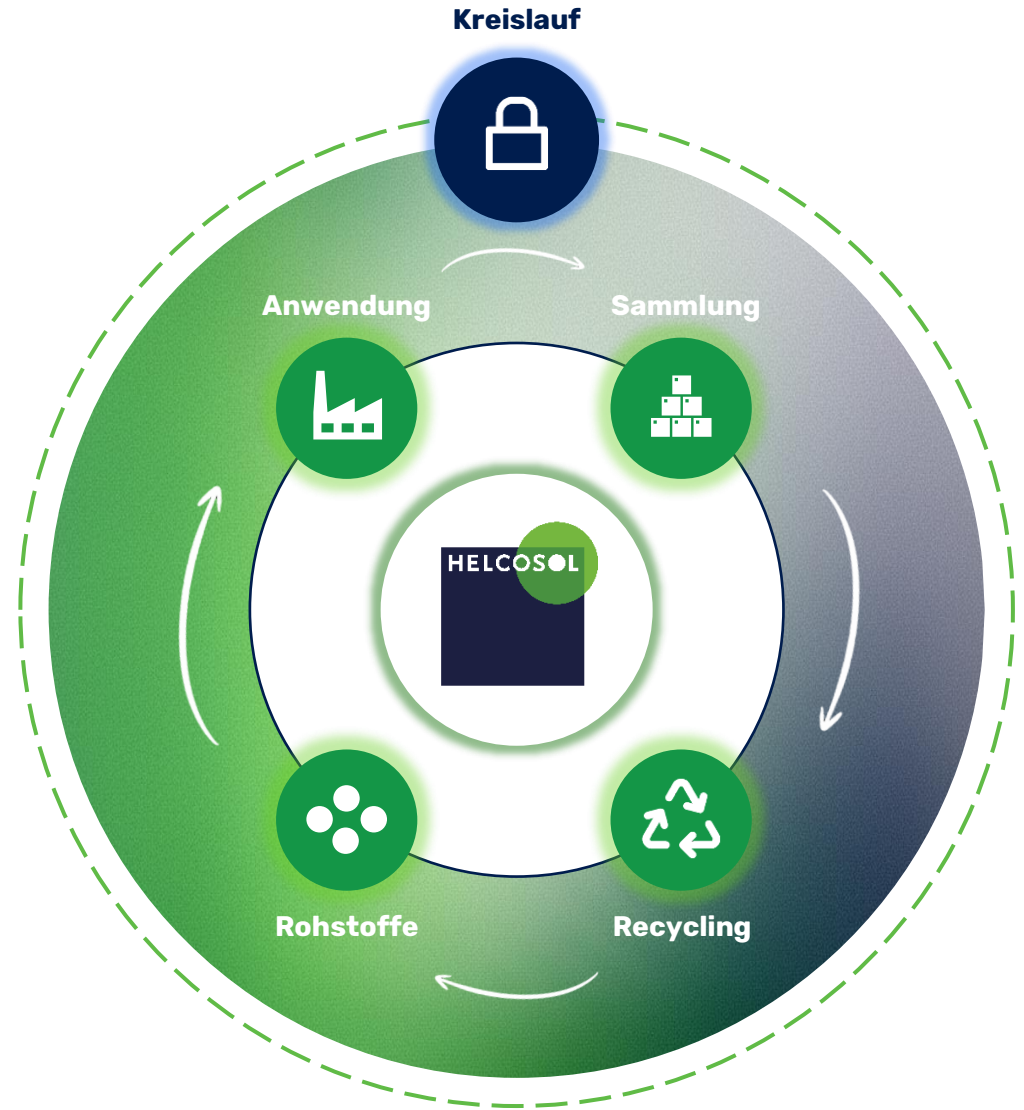 Kreislauf
Anwendung
Sammlung
HELCOSOL
Rohstoffe
Recycling